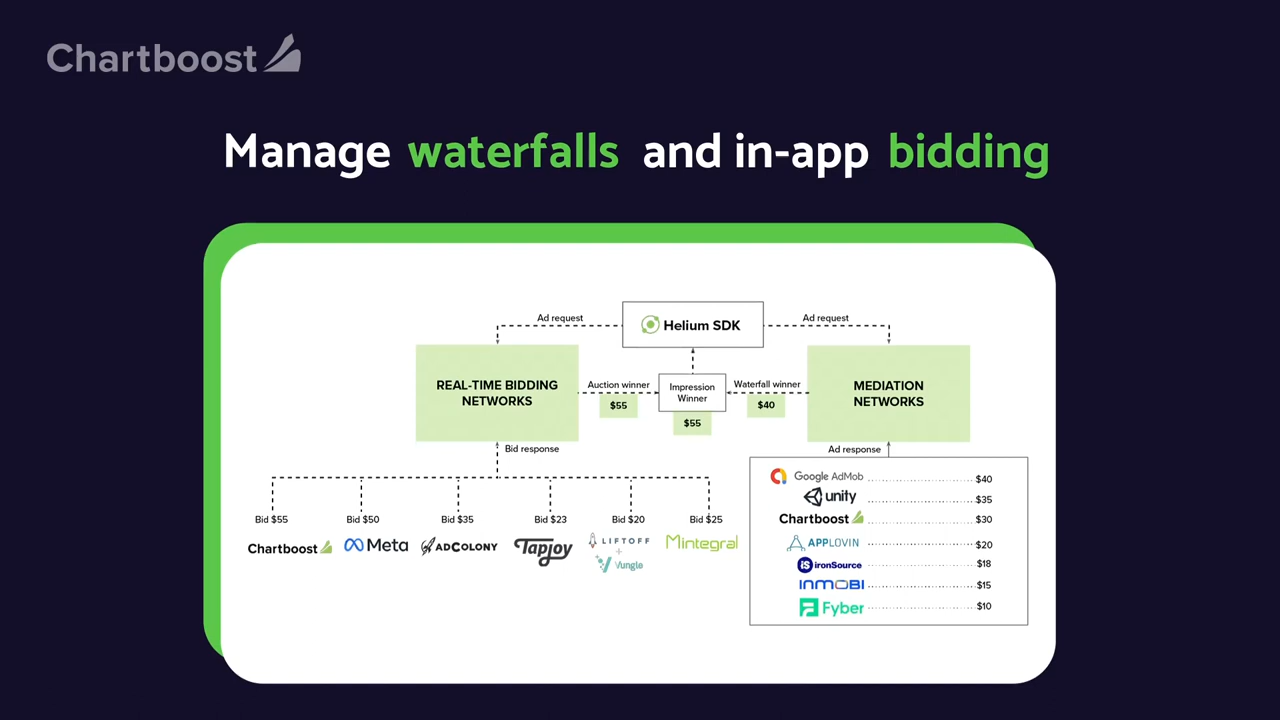 Chartboost
Manage waterfalls and in-app bidding
Helium SDK
Ad request
Ad request
REAL-TIME BIDDING
NETWORKS
Auction winner
$55
Impression
Winner
$55
Waterfall winner
$40
MEDIATION
NETWORKS
Bid response
Ad response
Bid $55
Bid $50
Bid $35
Bid $23
Bid $20
Bid $25
Chartboost
Meta
ADCOLONY
Tapjoy
LIFTOFF
+
Vungle
Mintegral
Google AdMob $40
unity $35
Chartboost $30
APPLOVIN $20
iS ironSource $18
INMOBI $15
Fyber $10